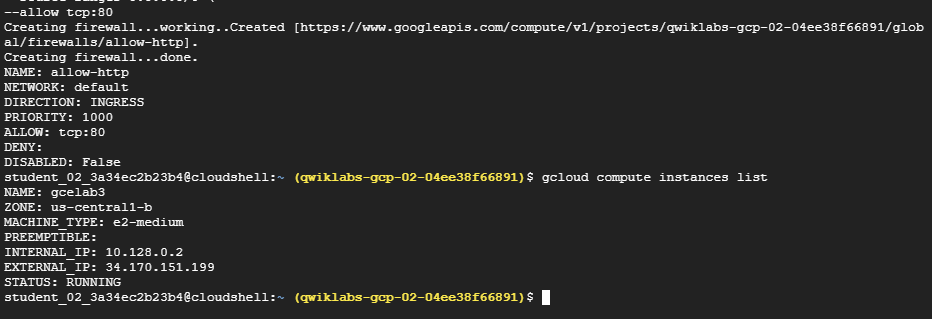 --allow tcp:80
Creating firewall...working..Created [https://www.googleapis.com/compute/v1/projects/qwiklabs-gcp-02-04ee38f66891/glob
al/firewalls/allow-http].
Creating firewall...done.
NAME: allow-http
NETWORK: default
DIRECTION: INGRESS
PRIORITY: 1000
ALLOW: tcp:80
DENY:
DISABLED: False
student_02_3a34ec2b23b4@cloudshell:~ (qwiklabs-gcp-02-04ee38f66891)$ gcloud compute instances list
NAME: gcelab3
ZONE: us-central1-b
MACHINE_TYPE: e2-medium
PREEMPTIBLE:
INTERNAL_IP: 10.128.0.2
EXTERNAL_IP: 34.170.151.199
STATUS: RUNNING
student_02_3a34ec2b23b4@cloudshell:~ (qwiklabs-gcp-02-04ee38f66891)$